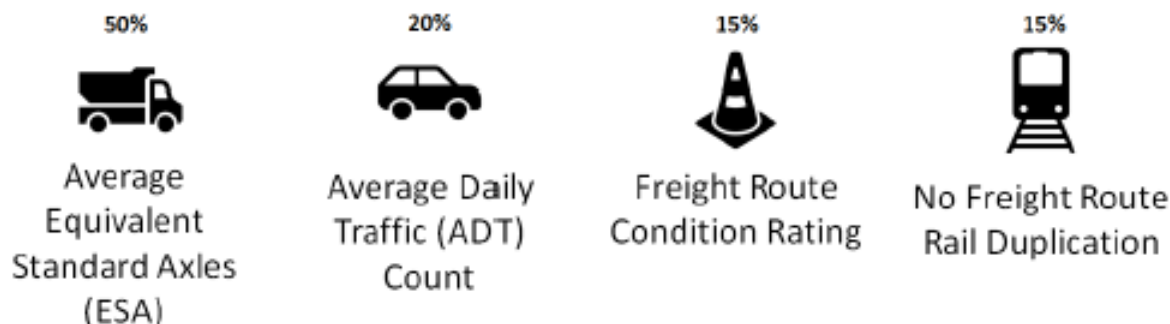 50%
Average
Equivalent
Standard Axles
(ESA)
20%
Average Daily
Traffic (ADT)
Count
15%
Freight Route
Condition Rating
15%
No Freight Route
Rail Duplication